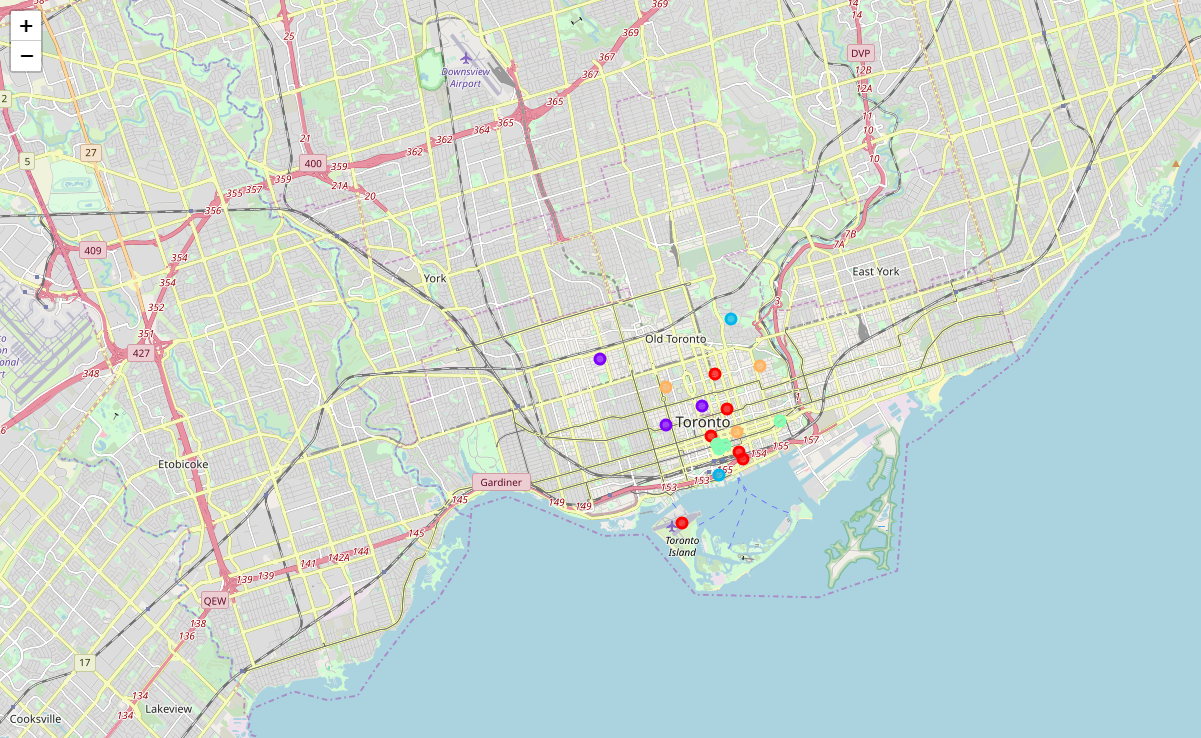 +
−
369
14
14
25
369
DVP
367
12B
Downsview
Airport
367
12A
2
365
11
365
364
10
21
362
27
362
10
5
400
359
359
21A
357
355
20
356
7B
409
7A
354
East York
York
354
3
352
351
Old Toronto
427
348
Toronto
157
155
154
Etobicoke
155
153
Gardiner
153
145
149
149
145
Toronto
Island
144
142A
141
139
139
QEW
138
136
17
134
134
Lakeview
Cooksville